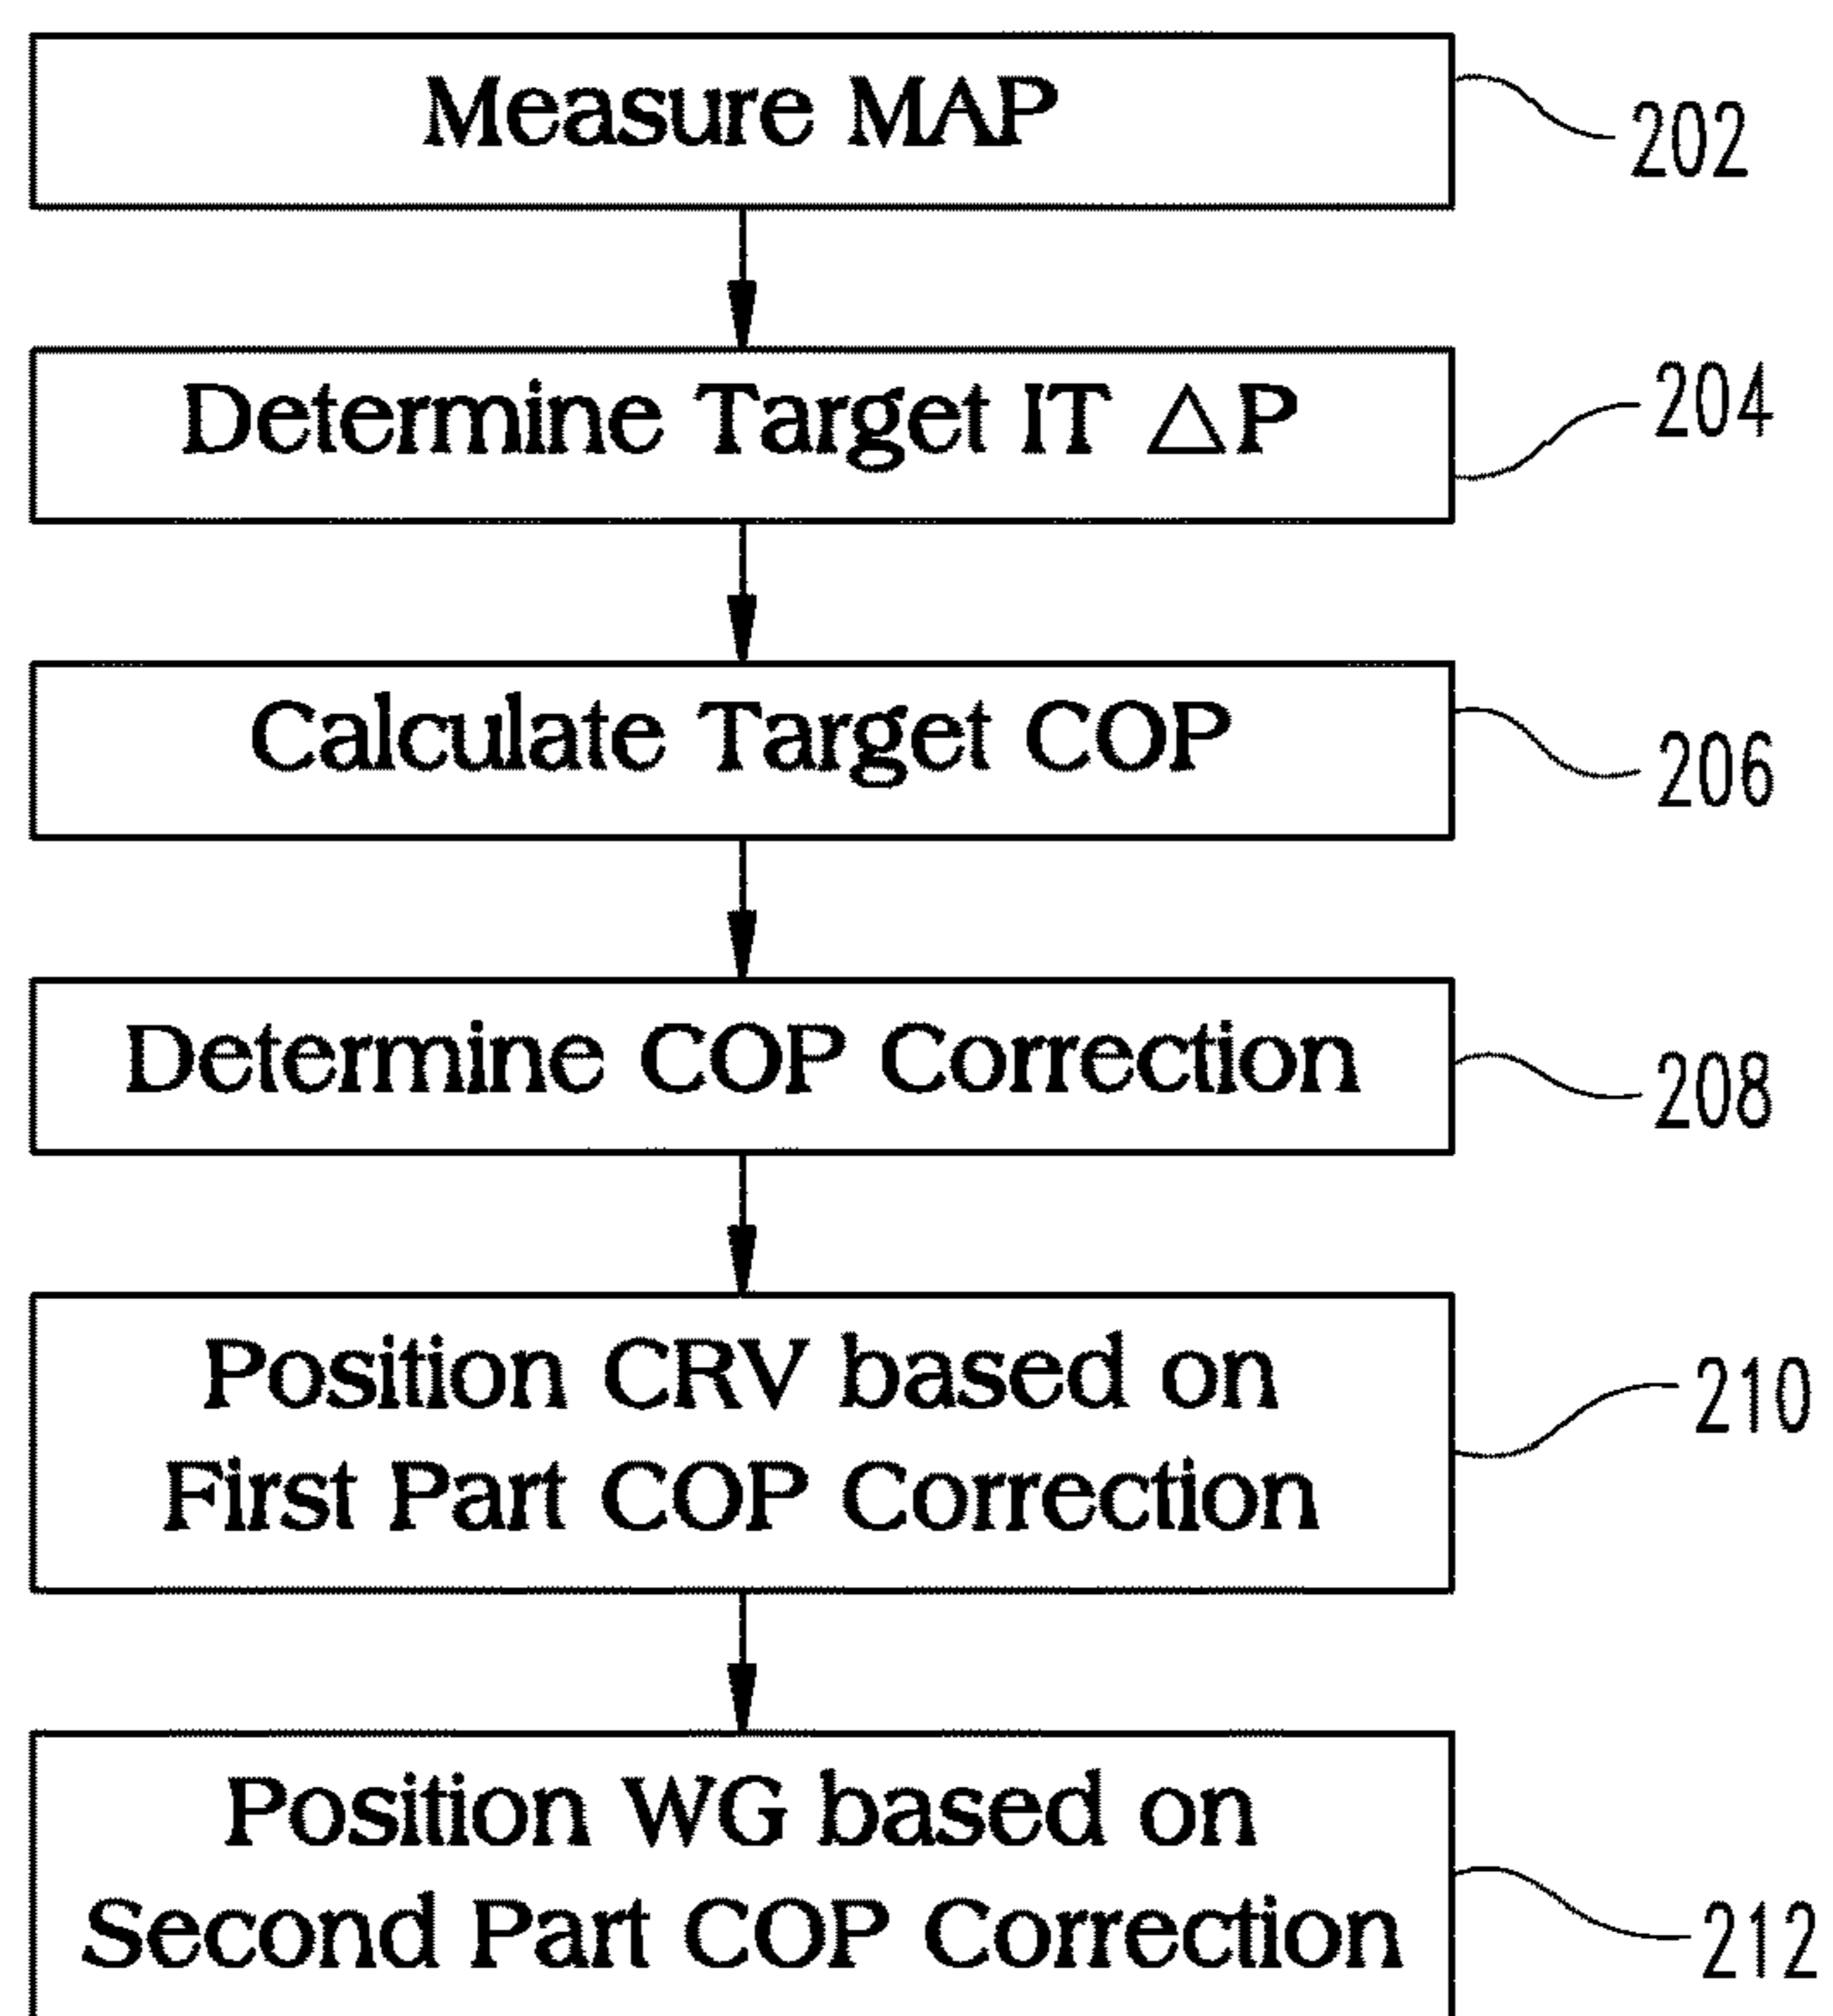 Measure MAP
202
Determine Target IT △P
204
Calculate Target COP
206
Determine COP Correction
208
Position CRV based on
First Part COP Correction
210
Position WG based on
Second Part COP Correction
212